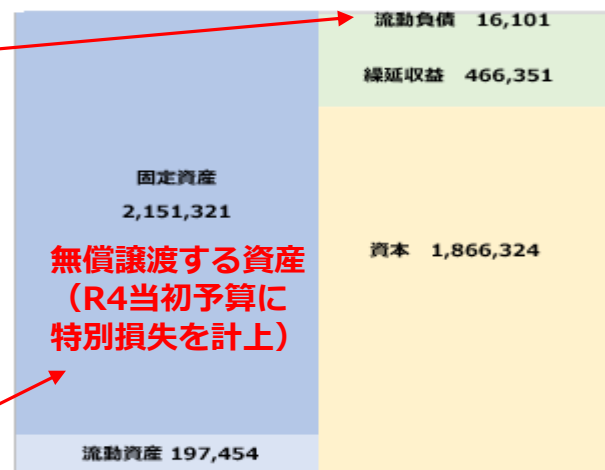 流動負債 16,101
繰延収益 466,351
固定資産
2,151,321
無償譲渡する資産
（R4当初予算に
特別損失を計上）
資本 1,866,324
流動資産 197,454